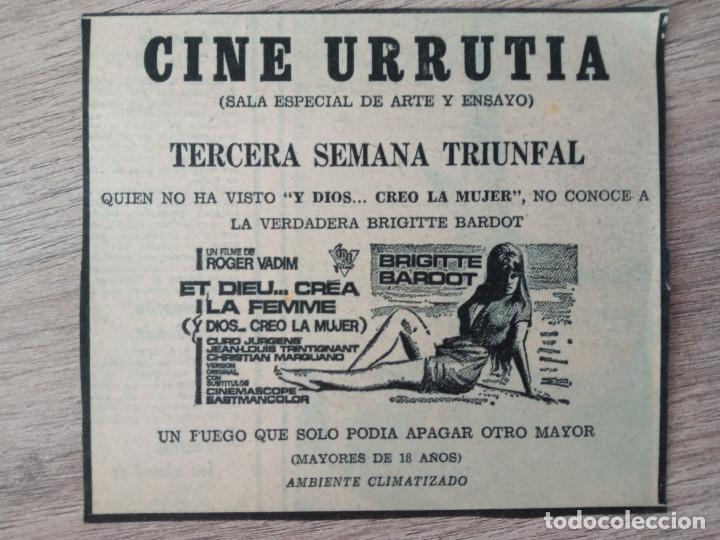 CINE URRUTIA
(SALA ESPECIAL DE ARTE Y ENSAYO)
TERCERA SEMANA TRIUNFAL
QUIEN NO HA VISTO "Y DIOS... CREO LA MUJER", NO CONOCE A
LA VERDADERA BRIGITTE BARDOT
UN FILME DE
ROGER VADIM
BRIGITTE
BARDOT
ET DIEU... CRÉA
LA FEMME
(Y DIOS... CREO LA MUJER)
CURD JÜRGENS
JEAN-LOUIS TRINTIGNANT
CHRISTIAN MARQUAND
VERSION
ORIGINAL
CON
SUBTITULOS
CINEMASCOPE
EASTMANCOLOR
UN FUEGO QUE SOLO PODIA APAGAR OTRO MAYOR
(MAYORES DE 18 AÑOS)
AMBIENTE CLIMATIZADO
todocoleccion.net